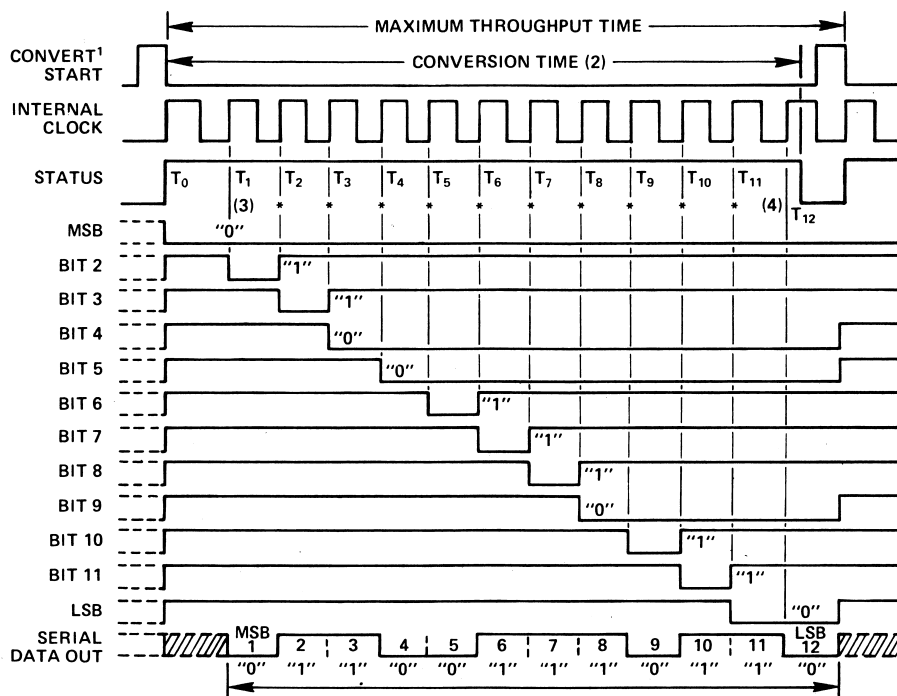 MAXIMUM THROUGHPUT TIME
CONVERT¹
START
CONVERSION TIME (2)
INTERNAL
CLOCK
STATUS
T₀ T₁ T₂ T₃ T₄ T₅ T₆ T₇ T₈ T₉ T₁₀ T₁₁
(3) * * * * * * * * * * (4) T₁₂
MSB "0"
BIT 2 "1"
BIT 3 "1"
BIT 4 "0"
BIT 5 "0"
BIT 6 "1"
BIT 7 "1"
BIT 8 "1"
BIT 9 "0"
BIT 10 "1"
BIT 11 "1"
LSB "0"
SERIAL
DATA OUT
MSB LSB
1 2 3 4 5 6 7 8 9 10 11 12
"0" "1" "1" "0" "0" "1" "1" "1" "0" "1" "1" "0"